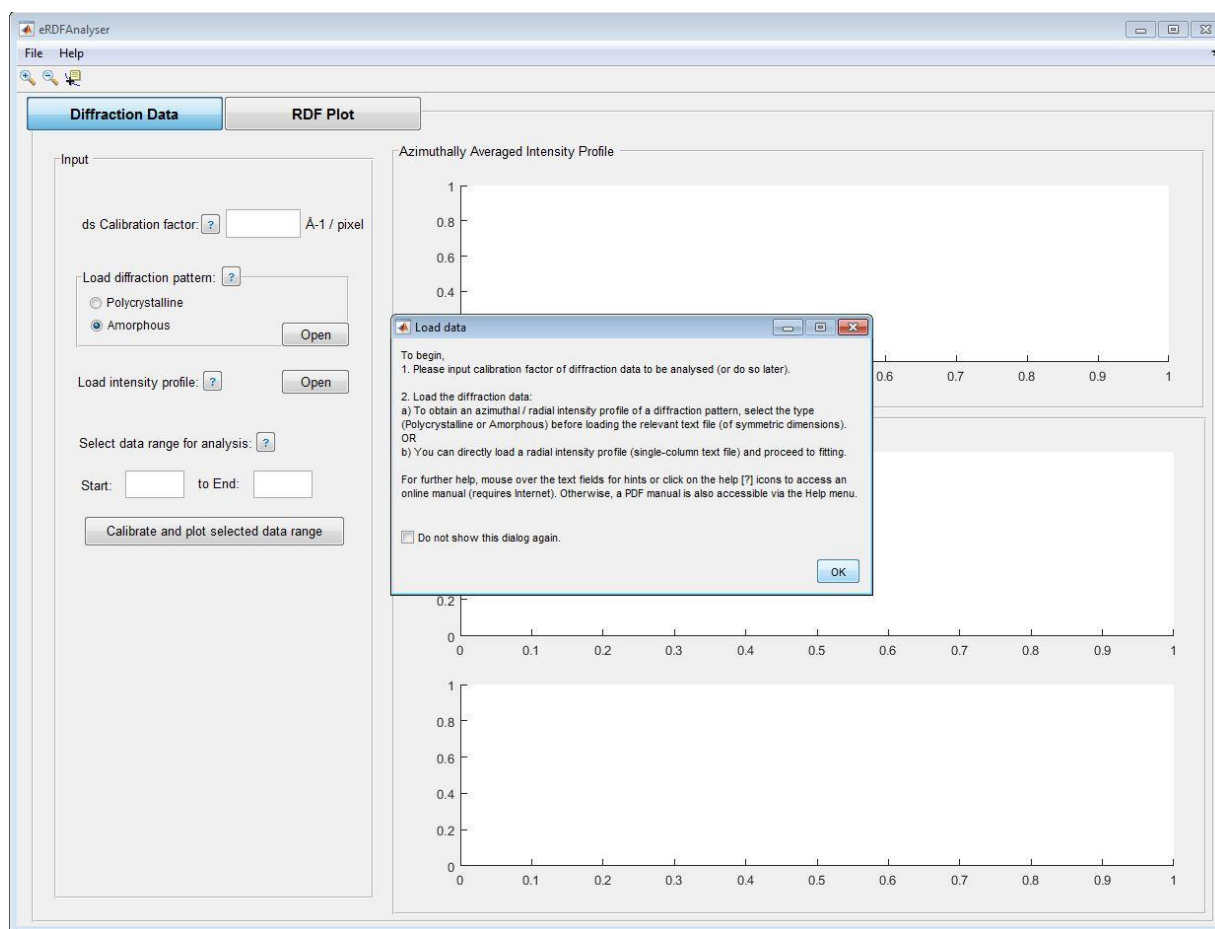 eRDFAnalyser
File Help
Diffraction Data RDF Plot
Input
ds Calibration factor: ? Å-1 / pixel
Load diffraction pattern: ?
Polycrystalline
Amorphous
Open
Load intensity profile: ? Open
Select data range for analysis: ?
Start: to End:
Calibrate and plot selected data range
Azimuthally Averaged Intensity Profile
1
0.8
0.6
0.4
0.6 0.7 0.8 0.9 1
Load data
To begin,
1. Please input calibration factor of diffraction data to be analysed (or do so later).
2. Load the diffraction data:
a) To obtain an azimuthal / radial intensity profile of a diffraction pattern, select the type
(Polycrystalline or Amorphous) before loading the relevant text file (of symmetric dimensions).
OR
b) You can directly load a radial intensity profile (single-column text file) and proceed to fitting.
For further help, mouse over the text fields for hints or click on the help [?] icons to access an
online manual (requires Internet). Otherwise, a PDF manual is also accessible via the Help menu.
Do not show this dialog again.
OK
0.2
0
0 0.1 0.2 0.3 0.4 0.5 0.6 0.7 0.8 0.9 1
1
0.8
0.6
0.4
0.2
0
0 0.1 0.2 0.3 0.4 0.5 0.6 0.7 0.8 0.9 1